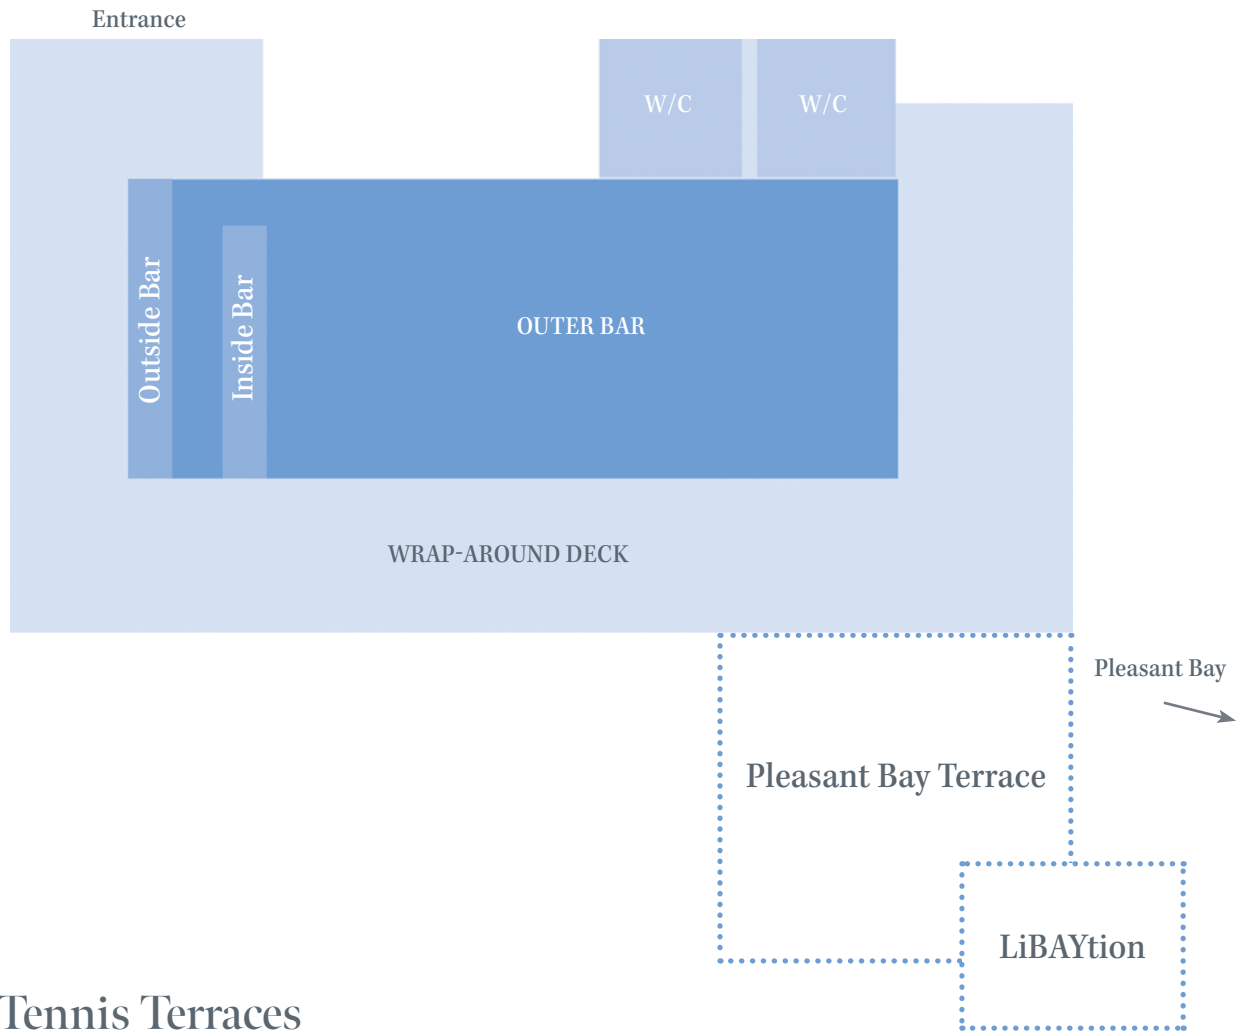 Entrance
W/C
W/C
Outside Bar
Inside Bar
OUTER BAR
WRAP-AROUND DECK
Pleasant Bay
Pleasant Bay Terrace
LiBAYtion
Tennis Terraces